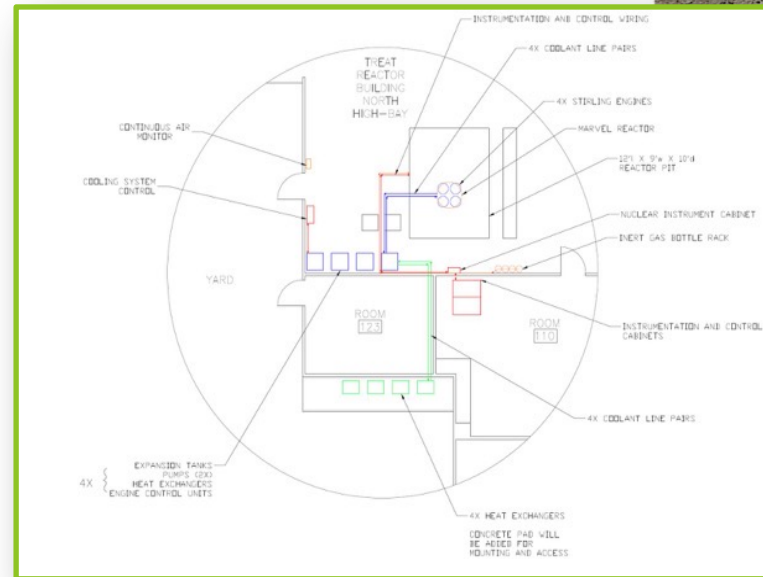 INSTRUMENTATION AND CONTROL WIRING
4X COOLANT LINE PAIRS
TREAT
REACTOR
BUILDING
NORTH
HIGH-BAY
4X STIRLING ENGINES
MARVEL REACTOR
CONTINUOUS AIR
MONITOR
12'l X 9'w X 10'd
REACTOR PIT
COOLING SYSTEM
CONTROL
NUCLEAR INSTRUMENT CABINET
INERT GAS BOTTLE RACK
YARD
ROOM
123
ROOM
110
INSTRUMENTATION AND CONTROL
CABINETS
4X COOLANT LINE PAIRS
4X
EXPANSION TANKS
PUMPS (2X)
HEAT EXCHANGERS
ENGINE CONTROL UNITS
4X HEAT EXCHANGERS
CONCRETE PAD WILL
BE ADDED FOR
MOUNTING AND ACCESS